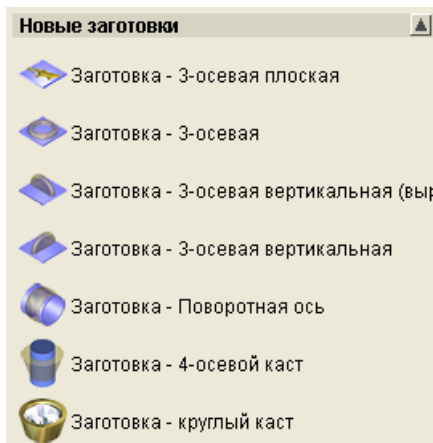 Новые заготовки
Заготовка - 3-осевая плоская
Заготовка - 3-осевая
Заготовка - 3-осевая вертикальная (выр
Заготовка - 3-осевая вертикальная
Заготовка - Поворотная ось
Заготовка - 4-осевой каст
Заготовка - круглый каст